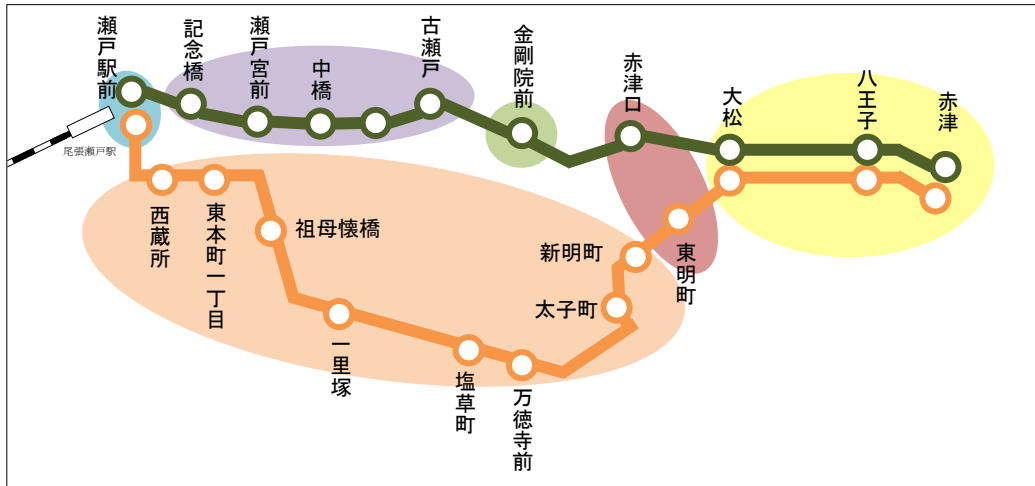 瀬戸駅前
記念橋
瀬戸宮前
中橋
古瀬戸
金剛院前
赤津口
大松
八王子
赤津
尾張瀬戸駅
西蔵所
東本町一丁目
祖母懐橋
一里塚
塩草町
万徳寺前
太子町
新明町
東明町